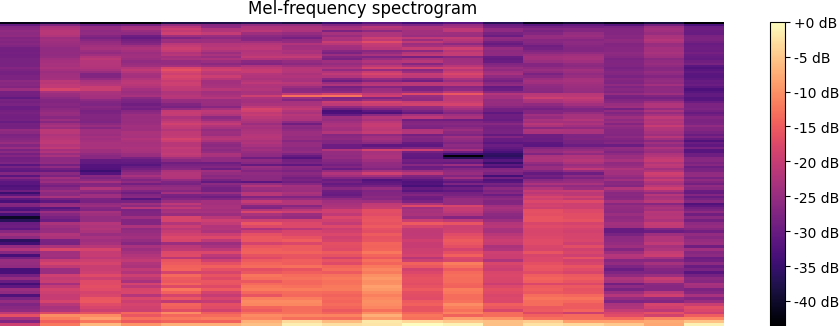 Mel-frequency spectrogram
+0 dB
-5 dB
-10 dB
-15 dB
-20 dB
-25 dB
-30 dB
-35 dB
-40 dB